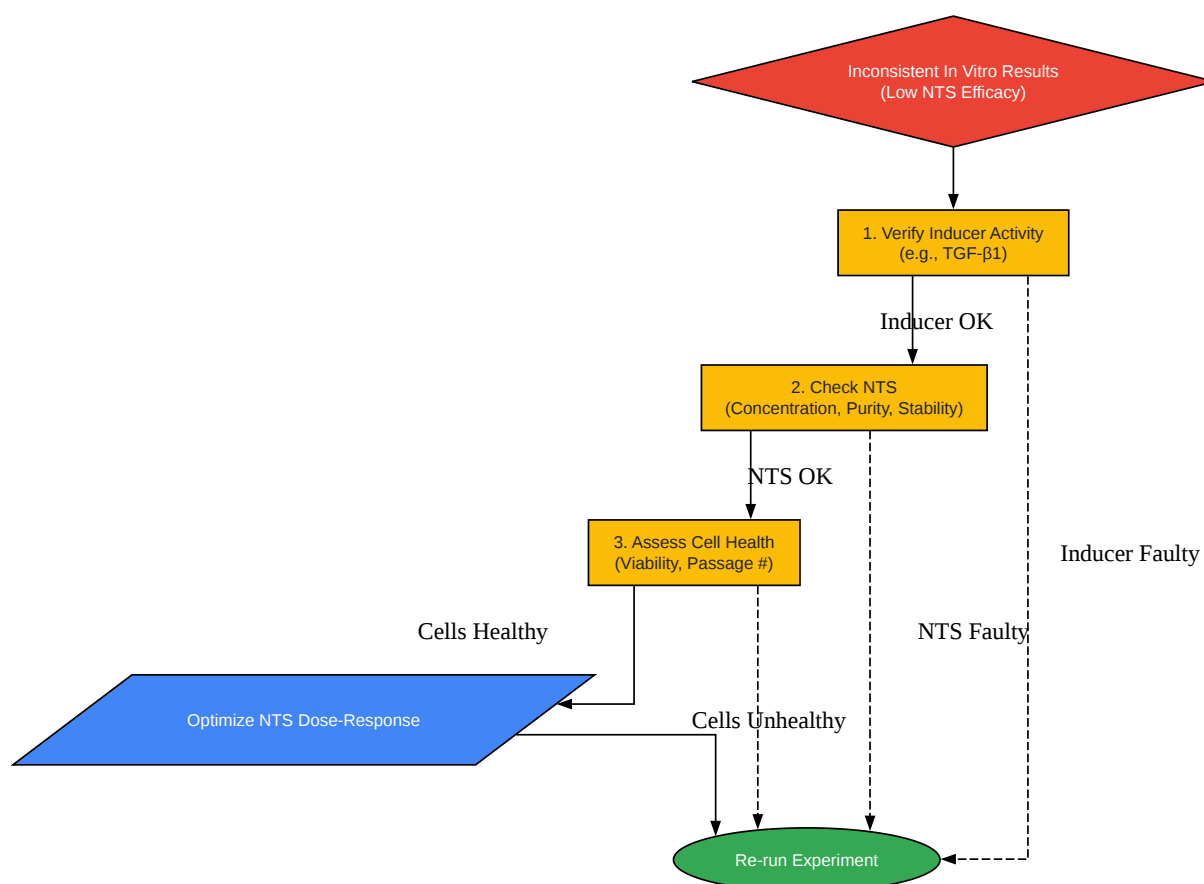 Inconsistent In Vitro Results
(Low NTS Efficacy)
1. Verify Inducer Activity
(e.g., TGF-β1)
Inducer OK
2. Check NTS
(Concentration, Purity, Stability)
NTS OK
3. Assess Cell Health
(Viability, Passage #)
Inducer Faulty
Cells Healthy
NTS Faulty
Optimize NTS Dose-Response
Cells Unhealthy
Re-run Experiment